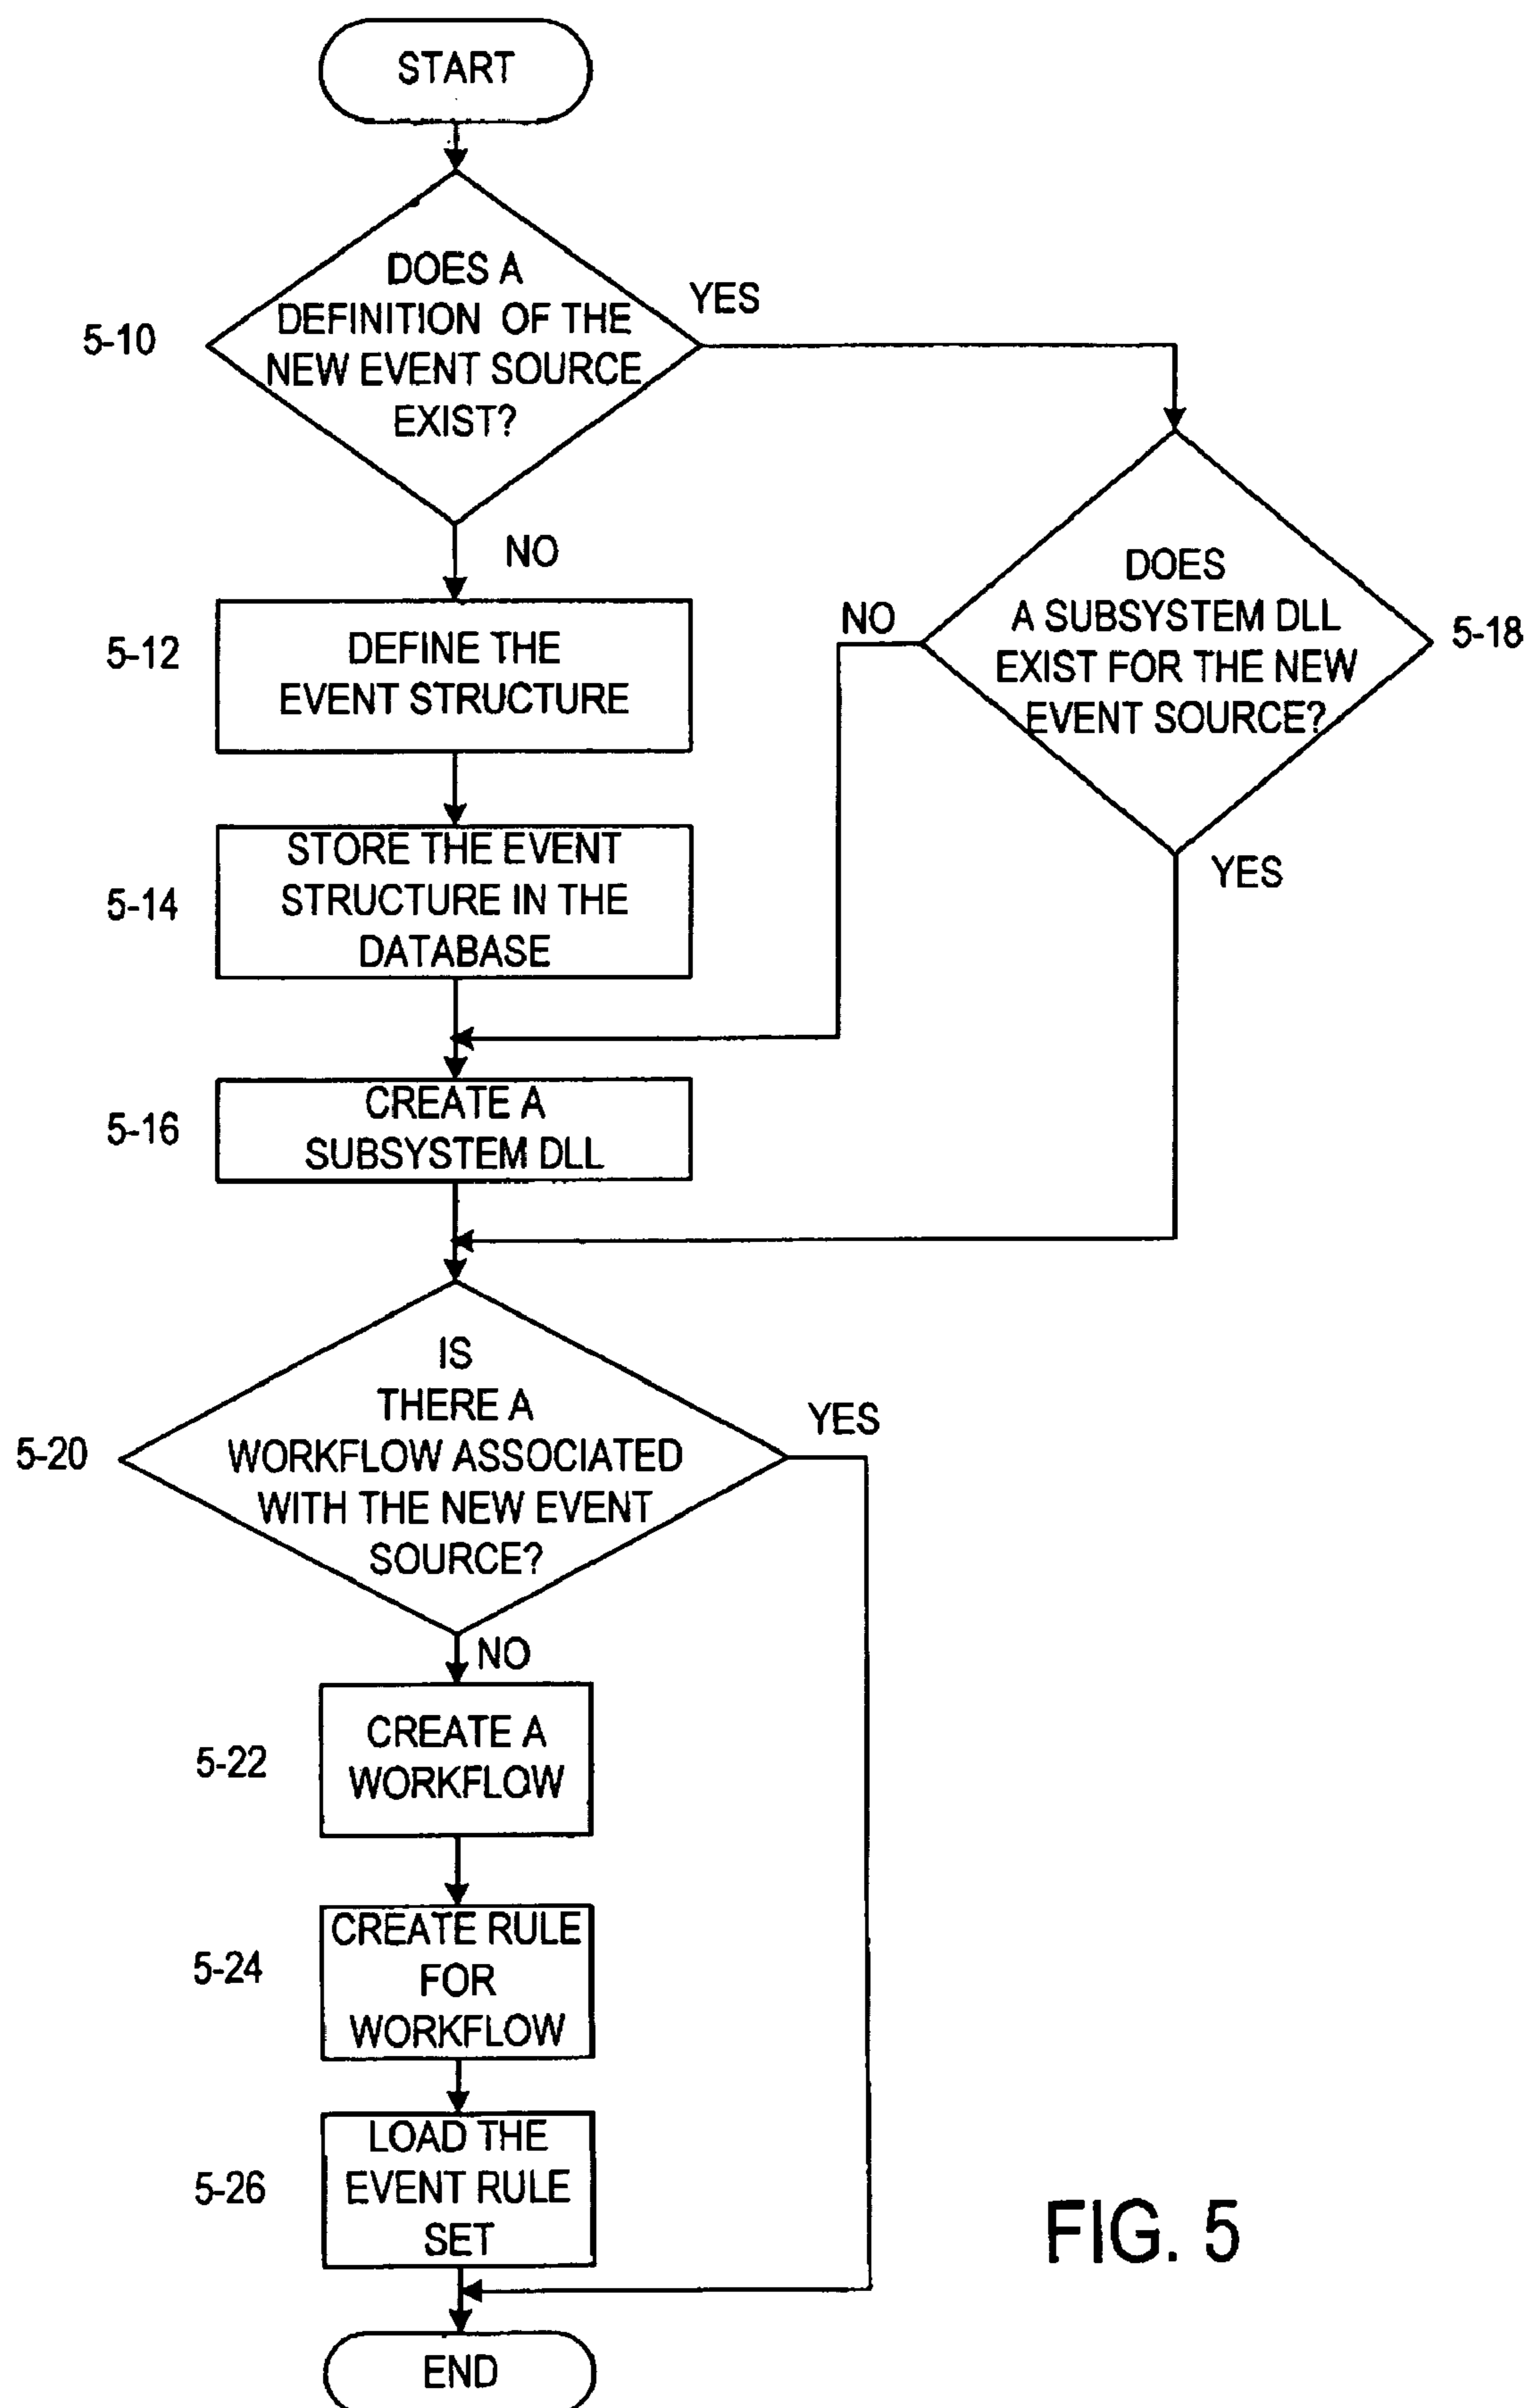 START
DOES A
DEFINITION OF THE
NEW EVENT SOURCE
EXIST?
5-10
YES
NO
DOES
A SUBSYSTEM DLL
EXIST FOR THE NEW
EVENT SOURCE?
5-18
NO
YES
5-12
DEFINE THE
EVENT STRUCTURE
5-14
STORE THE EVENT
STRUCTURE IN THE
DATABASE
5-16
CREATE A
SUBSYSTEM DLL
5-20
IS
THERE A
WORKFLOW ASSOCIATED
WITH THE NEW EVENT
SOURCE?
YES
NO
5-22
CREATE A
WORKFLOW
5-24
CREATE RULE
FOR
WORKFLOW
5-26
LOAD THE
EVENT RULE
SET
END
FIG. 5